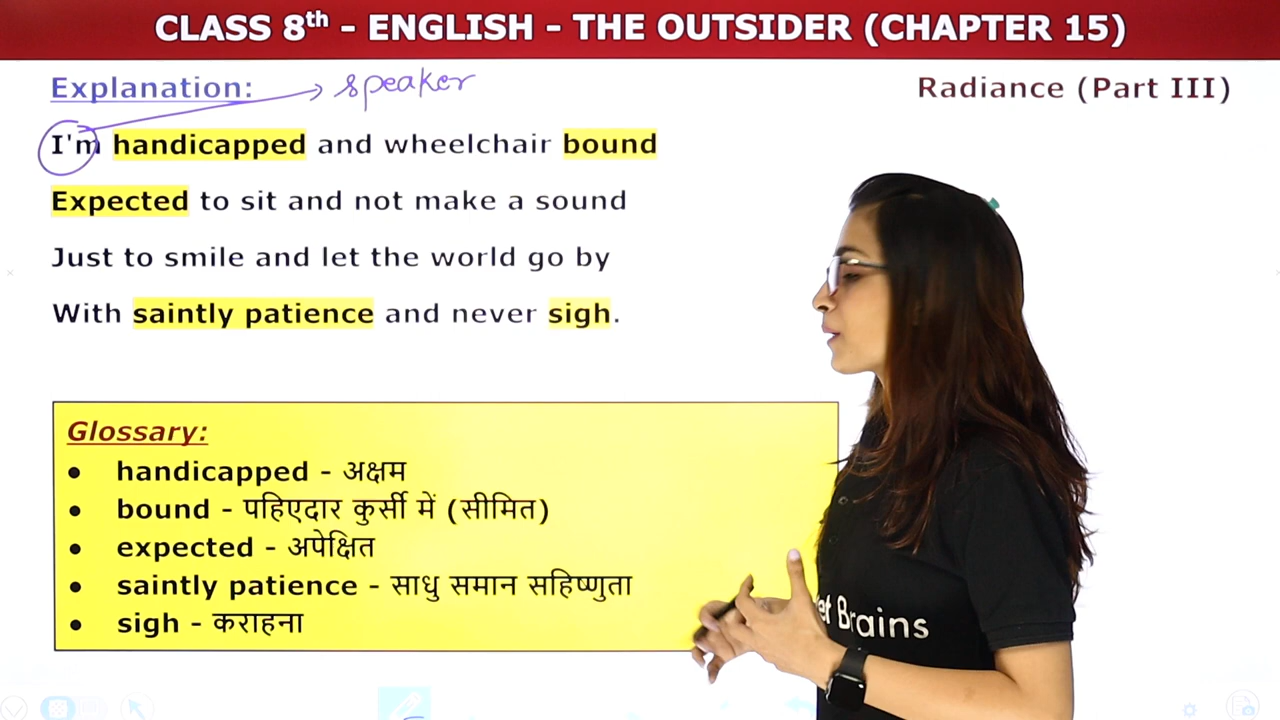 CLASS 8th - ENGLISH - THE OUTSIDER (CHAPTER 15)
Explanation: → speaker
Radiance (Part III)
I'm handicapped and wheelchair bound
Expected to sit and not make a sound
Just to smile and let the world go by
With saintly patience and never sigh.
Glossary:
• handicapped - अक्षम
• bound - पहिएदार कुर्सी में (सीमित)
• expected - अपेक्षित
• saintly patience - साधु समान सहिष्णुता
• sigh - कराहना
Brains